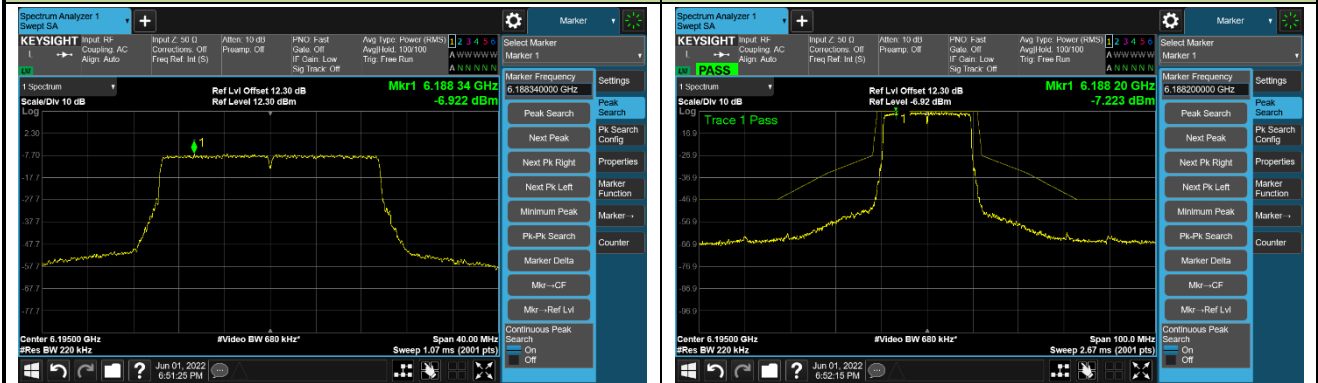 Spectrum Analyzer 1
Swept SA
Marker
KEYSIGHT Input: RF
Coupling: AC
Align: Auto
Input Z: 50 Ω
Corrections: Off
Freq Ref: Int (S)
Atten: 10 dB
Preamp: Off
PNO: Fast
Gate: Off
IF Gain: Low
Sig Track: Off
Avg Type: Power (RMS)
Avg|Hold: 100/100
Trig: Free Run
1 2 3 4 5 6
A W W W W W
A N N N N N
L
LXI
1 Spectrum
Scale/Div 10 dB
Log
Ref Lvl Offset 12.30 dB
Ref Level 12.30 dBm
Mkr1 6.188 34 GHz
-6.922 dBm
1
2.30
-7.70
-17.7
-27.7
-37.7
-47.7
-57.7
-67.7
-77.7
Center 6.19500 GHz
#Res BW 220 kHz
#Video BW 680 kHz*
Span 40.00 MHz
Sweep 1.07 ms (2001 pts)
Select Marker
Marker 1
Marker Frequency
6.188340000 GHz
Peak Search
Next Peak
Next Pk Right
Next Pk Left
Minimum Peak
Pk-Pk Search
Marker Delta
Mkr→CF
Mkr→Ref Lvl
Continuous Peak
Search
On
Off
Settings
Peak
Search
Pk Search
Config
Properties
Marker
Function
Marker→
Counter
Jun 01, 2022
6:51:25 PM
Spectrum Analyzer 1
Swept SA
Marker
KEYSIGHT Input: RF
Coupling: AC
Align: Auto
Input Z: 50 Ω
Corrections: Off
Freq Ref: Int (S)
Atten: 10 dB
Preamp: Off
PNO: Fast
Gate: Off
IF Gain: Low
Sig Track: Off
Avg Type: Power (RMS)
Avg|Hold: 100/100
Trig: Free Run
1 2 3 4 5 6
A W W W W W
A N N N N N
L
LXI
PASS
1 Spectrum
Scale/Div 10 dB
Log
Ref Lvl Offset 12.30 dB
Ref Level -6.92 dBm
Mkr1 6.188 20 GHz
-7.223 dBm
Trace 1 Pass
1
-16.9
-26.9
-36.9
-46.9
-56.9
-66.9
-76.9
-86.9
-96.9
Center 6.19500 GHz
#Res BW 220 kHz
#Video BW 680 kHz*
Span 100.0 MHz
Sweep 2.67 ms (2001 pts)
Select Marker
Marker 1
Marker Frequency
6.188200000 GHz
Peak Search
Next Peak
Next Pk Right
Next Pk Left
Minimum Peak
Pk-Pk Search
Marker Delta
Mkr→CF
Mkr→Ref Lvl
Continuous Peak
Search
On
Off
Settings
Peak
Search
Pk Search
Config
Properties
Marker
Function
Marker→
Counter
Jun 01, 2022
6:52:15 PM